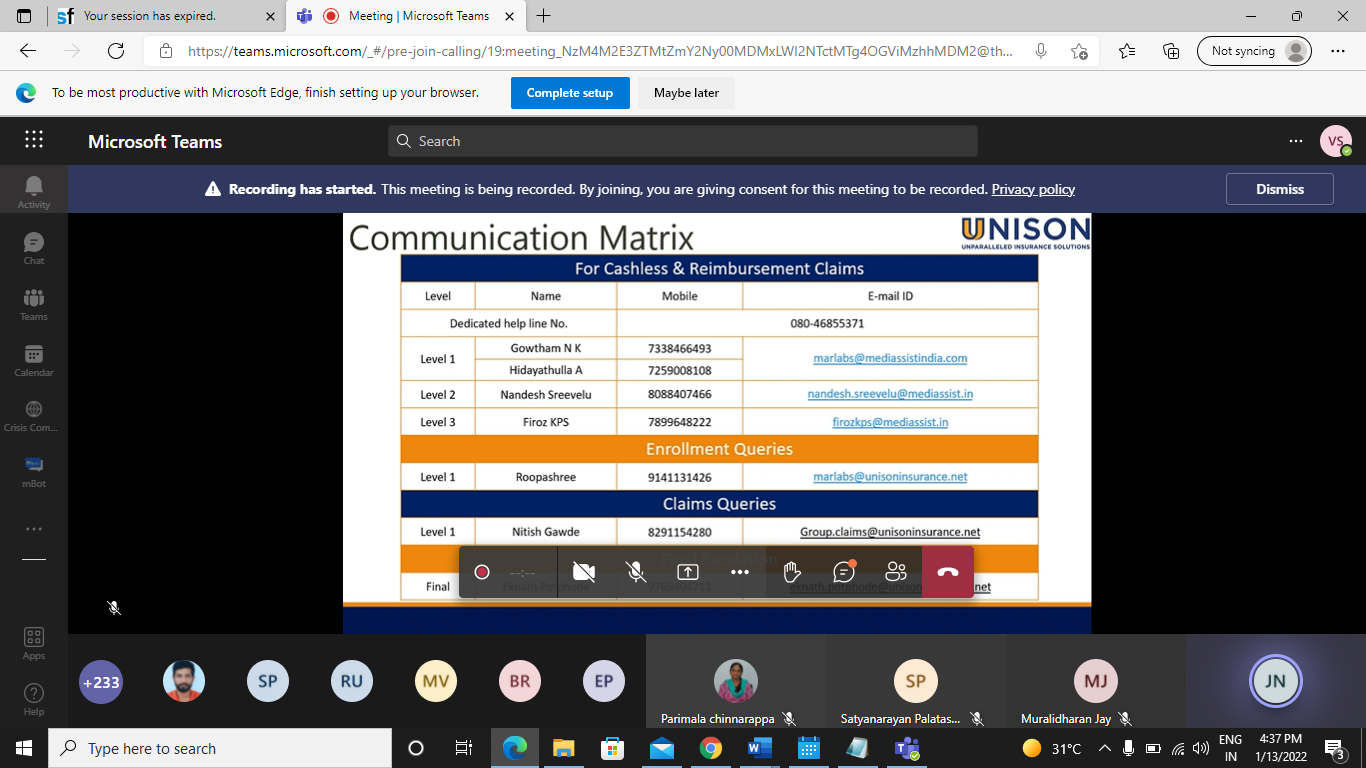 Your session has expired.
Meeting | Microsoft Teams
https://teams.microsoft.com/_#/pre-join-calling/19:meeting_NzM4M2E3ZTMtZmY2Ny00MDMxLWI2NTctMTg4OGViMzhhMDM2@th...
Not syncing
To be most productive with Microsoft Edge, finish setting up your browser.
Complete setup
Maybe later
Microsoft Teams
Search
VS
Recording has started. This meeting is being recorded. By joining, you are giving consent for this meeting to be recorded. Privacy policy
Dismiss
Activity
Chat
Teams
Calendar
Crisis Com...
mBot
Apps
Help
Communication Matrix
UNISON
UNPARALLELED INSURANCE SOLUTIONS
For Cashless & Reimbursement Claims
Level Name Mobile E-mail ID
Dedicated help line No. 080-46855371
Level 1 Gowtham N K 7338466493 marlabs@mediassistindia.com
Hidayathulla A 7259008108
Level 2 Nandesh Sreevelu 8088407466 nandesh.sreevelu@mediassist.in
Level 3 Firoz KPS 7899648222 firozkps@mediassist.in
Enrollment Queries
Level 1 Roopashree 9141131426 marlabs@unisoninsurance.net
Claims Queries
Level 1 Nitish Gawde 8291154280 Group.claims@unisoninsurance.net
--:--
Final
+233
SP
RU
MV
BR
EP
Parimala chinnarappa
SP
Satyanarayan Palatas...
MJ
Muralidharan Jay
JN
Type here to search
31°C
ENG
IN
4:37 PM
1/13/2022
3